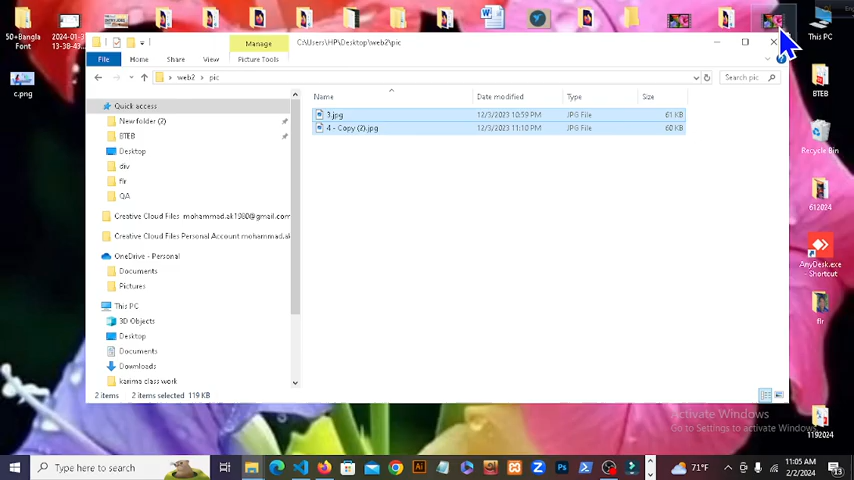 50+Bangla
Font
2024-01-3
13-38-43...
C:\Users\HP\Desktop\web2\pic
Manage
File
Home
Share
View
Picture Tools
web2
pic
Search pic
Name
Date modified
Type
Size
3.jpg
12/3/2023 10:59 PM
JPG File
61 KB
4 - Copy (2).jpg
12/3/2023 11:10 PM
JPG File
60 KB
Quick access
New folder (2)
BTEB
Desktop
div
flr
QA
Creative Cloud Files mohammad.ak1980@gmail.com
Creative Cloud Files Personal Account mohammad.ak
OneDrive - Personal
Documents
Pictures
This PC
3D Objects
Desktop
Documents
Downloads
karima class work
2 items
2 items selected 119 KB
c.png
This PC
BTEB
Recycle Bin
612024
AnyDesk.exe
- Shortcut
flr
1192024
Activate Windows
Go to Settings to activate Windows.
Type here to search
71°F
11:05 AM
2/2/2024
13